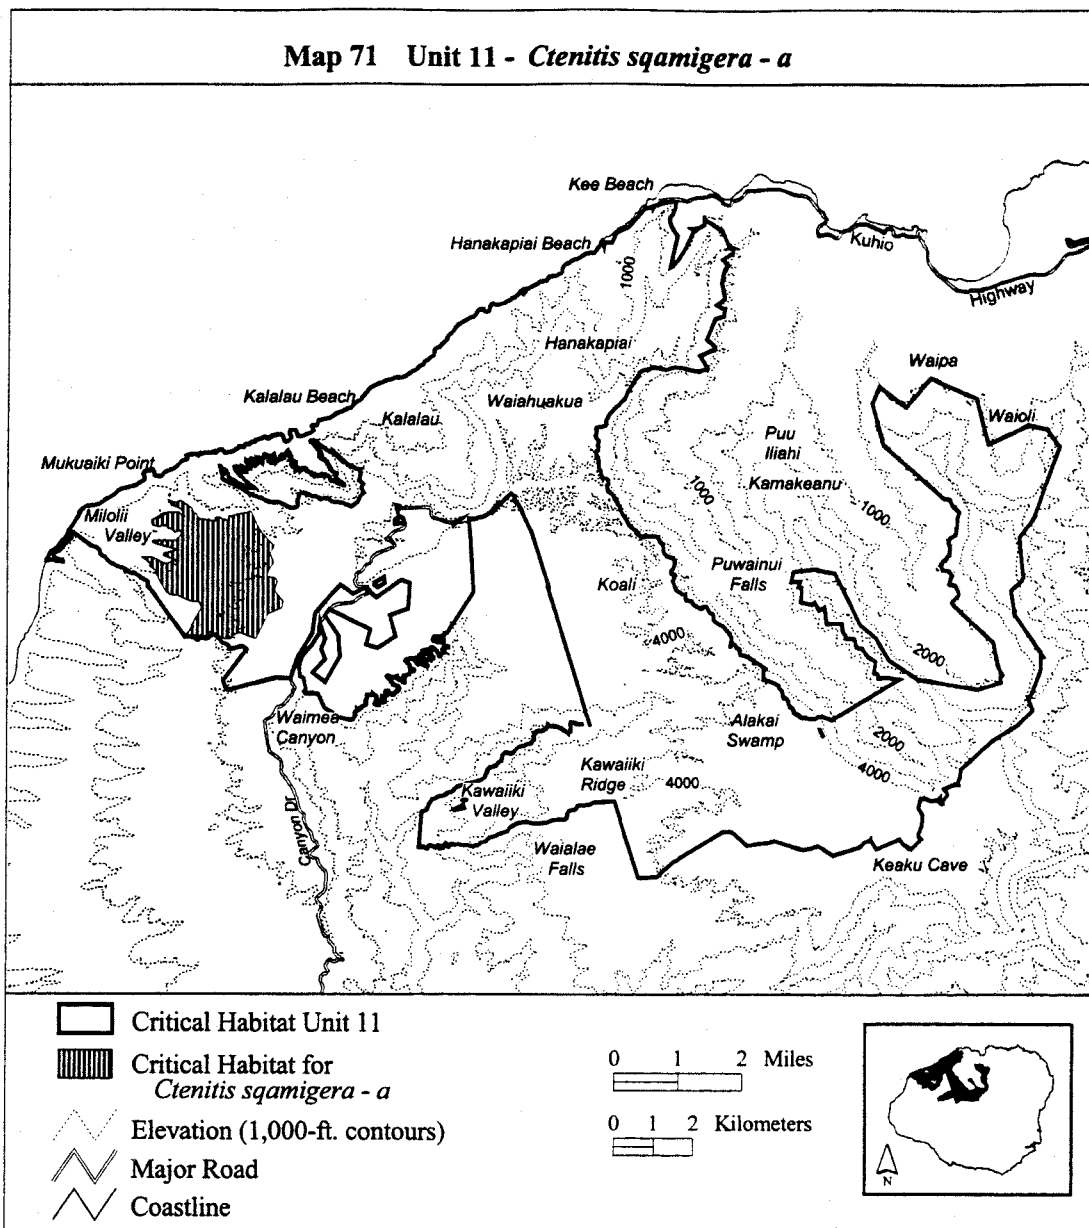 Map 71 Unit 11 - Ctenitis sqamigera - a
Kee Beach
Hanakapiai Beach
Kuhio
Highway
1000
Hanakapiai
Waipa
Kalalau Beach
Waiahuakua
Kalalau
Waioli
Puu
Iliahi
Mukuaiki Point
Kamakeanu
1000
1000
Milolii
Valley
Puwainui
Falls
Koali
4000
2000
Waimea
Canyon
Alakai
Swamp
2000
4000
Kawaiiki
Ridge
4000
Kawaiiki
Valley
Canyon Dr
Waialae
Falls
Keaku Cave
Critical Habitat Unit 11
Critical Habitat for
Ctenitis sqamigera - a
Elevation (1,000-ft. contours)
Major Road
Coastline
0 1 2 Miles
0 1 2 Kilometers
N